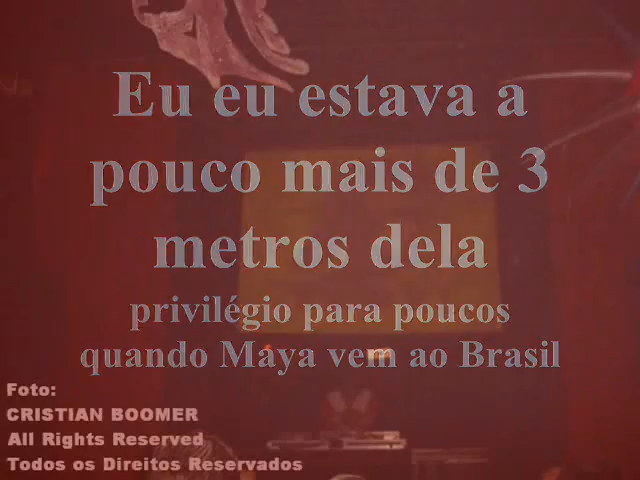 Eu eu estava a
pouco mais de 3
metros dela
privilégio para poucos
quando Maya vem ao Brasil
Foto:
CRISTIAN BOOMER
All Rights Reserved
Todos os Direitos Reservados